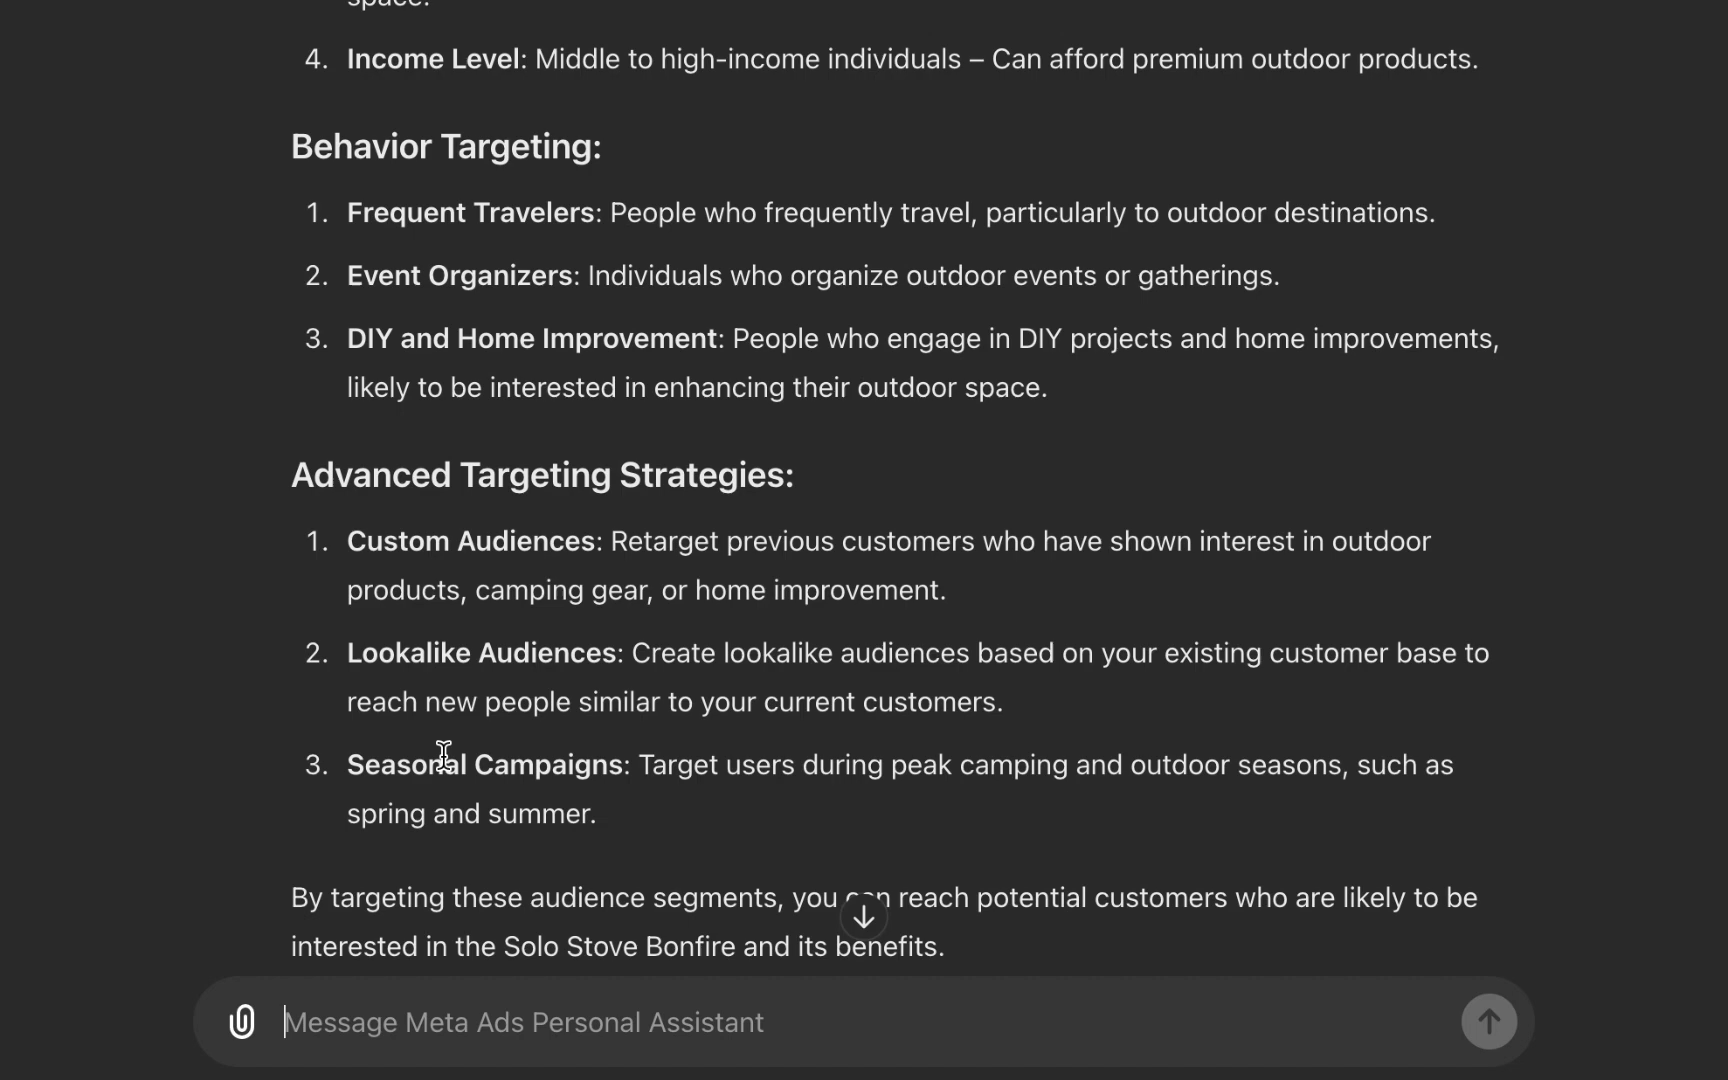 space.
4. Income Level: Middle to high-income individuals – Can afford premium outdoor products.
Behavior Targeting:
1. Frequent Travelers: People who frequently travel, particularly to outdoor destinations.
2. Event Organizers: Individuals who organize outdoor events or gatherings.
3. DIY and Home Improvement: People who engage in DIY projects and home improvements,
likely to be interested in enhancing their outdoor space.
Advanced Targeting Strategies:
1. Custom Audiences: Retarget previous customers who have shown interest in outdoor
products, camping gear, or home improvement.
2. Lookalike Audiences: Create lookalike audiences based on your existing customer base to
reach new people similar to your current customers.
3. Seasonal Campaigns: Target users during peak camping and outdoor seasons, such as
spring and summer.
By targeting these audience segments, you can reach potential customers who are likely to be
interested in the Solo Stove Bonfire and its benefits.
Message Meta Ads Personal Assistant